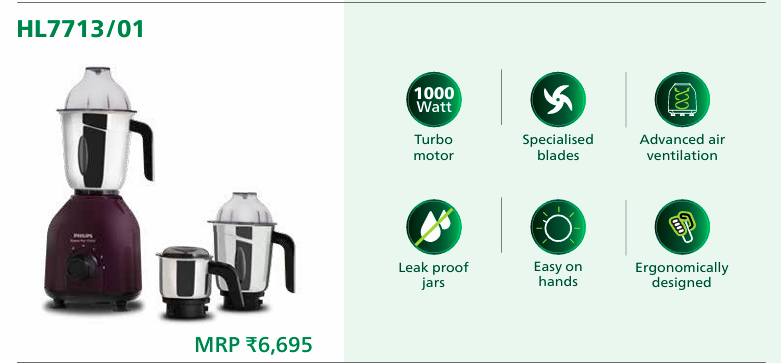 HL7713/01
PHILIPS
MRP ₹6,695
1000
Watt
Turbo
motor
Specialised
blades
Advanced air
ventilation
Leak proof
jars
Easy on
hands
Ergonomically
designed